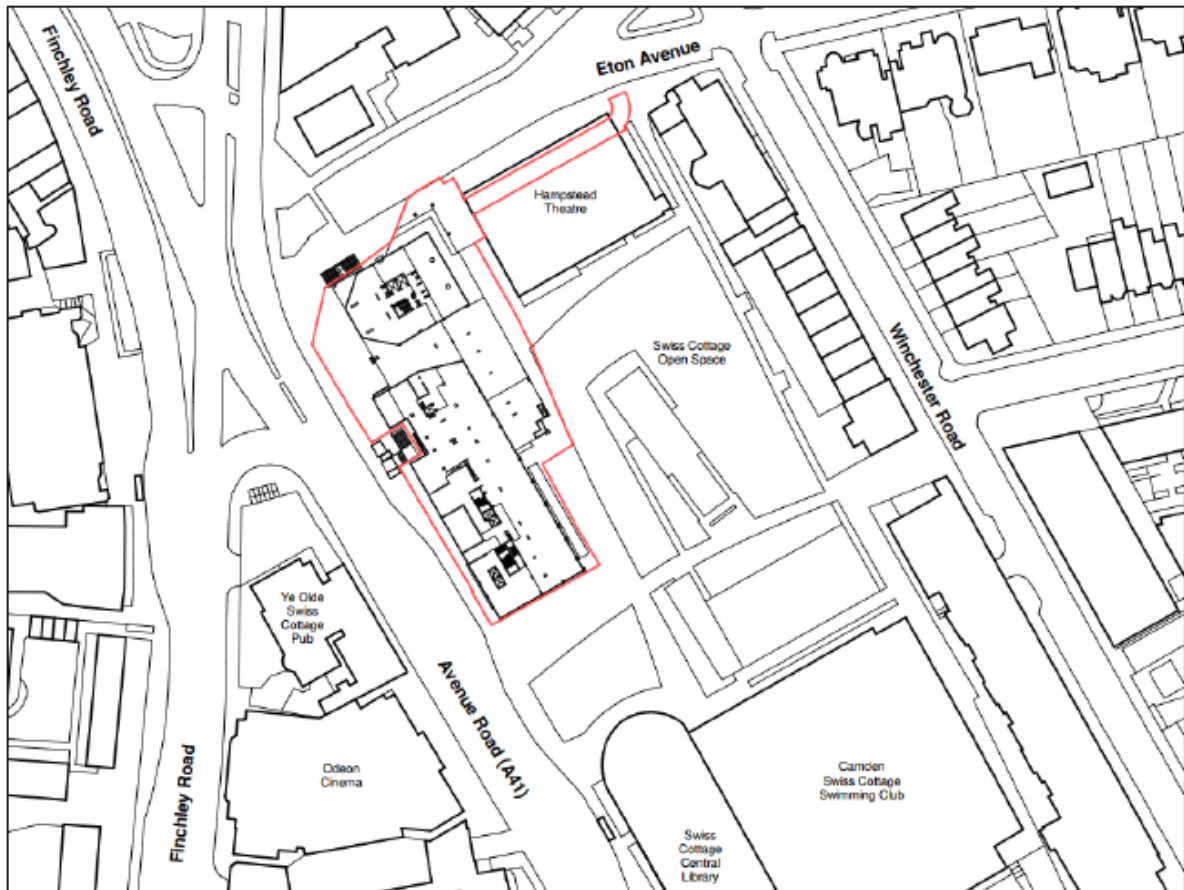 Finchley Road
Eton Avenue
Hampstead
Theatre
Swiss Cottage
Open Space
Winchester Road
Ye Olde
Swiss
Cottage
Pub
Avenue Road (A41)
Odeon
Cinema
Finchley Road
Camden
Swiss Cottage
Swimming Club
Swiss
Cottage
Central
Library